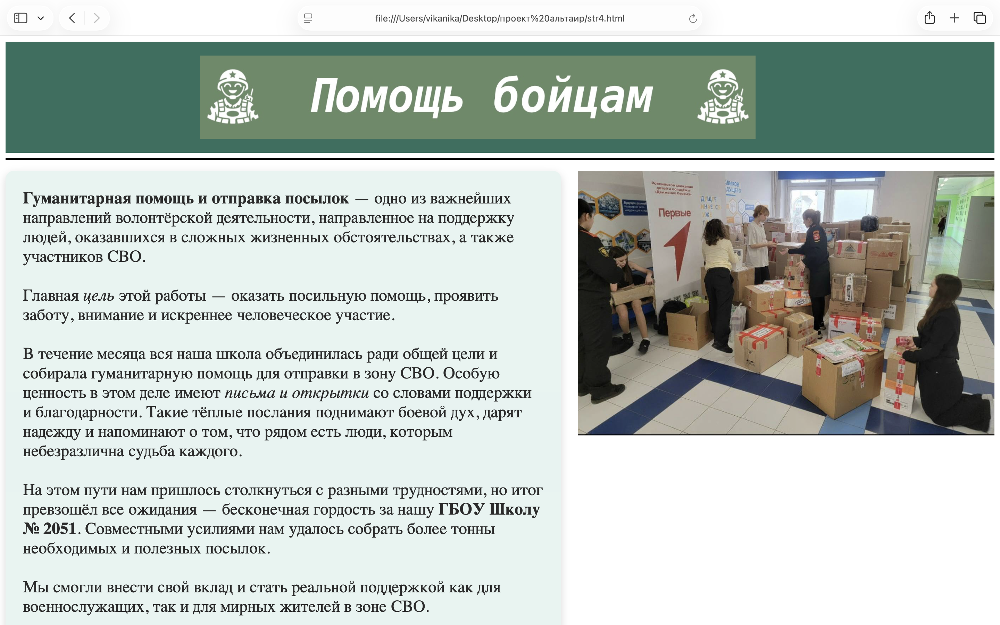 file:///Users/vikanika/Desktop/проект%20альтаир/str4.html
Помощь бойцам
Гуманитарная помощь и отправка посылок — одно из важнейших
направлений волонтёрской деятельности, направленное на поддержку
людей, оказавшихся в сложных жизненных обстоятельствах, а также
участников СВО.
Главная цель этой работы — оказать посильную помощь, проявить
заботу, внимание и искреннее человеческое участие.
В течение месяца вся наша школа объединилась ради общей цели и
собирала гуманитарную помощь для отправки в зону СВО. Особую
ценность в этом деле имеют письма и открытки со словами поддержки
и благодарности. Такие тёплые послания поднимают боевой дух, дарят
надежду и напоминают о том, что рядом есть люди, которым
небезразлична судьба каждого.
На этом пути нам пришлось столкнуться с разными трудностями, но итог
превзошёл все ожидания — бесконечная гордость за нашу ГБОУ Школу
№ 2051. Совместными усилиями нам удалось собрать более тонны
необходимых и полезных посылок.
Мы смогли внести свой вклад и стать реальной поддержкой как для
военнослужащих, так и для мирных жителей в зоне СВО.
Российское движение
детей и молодёжи
«Движение Первых»
Первые
УЖЕ